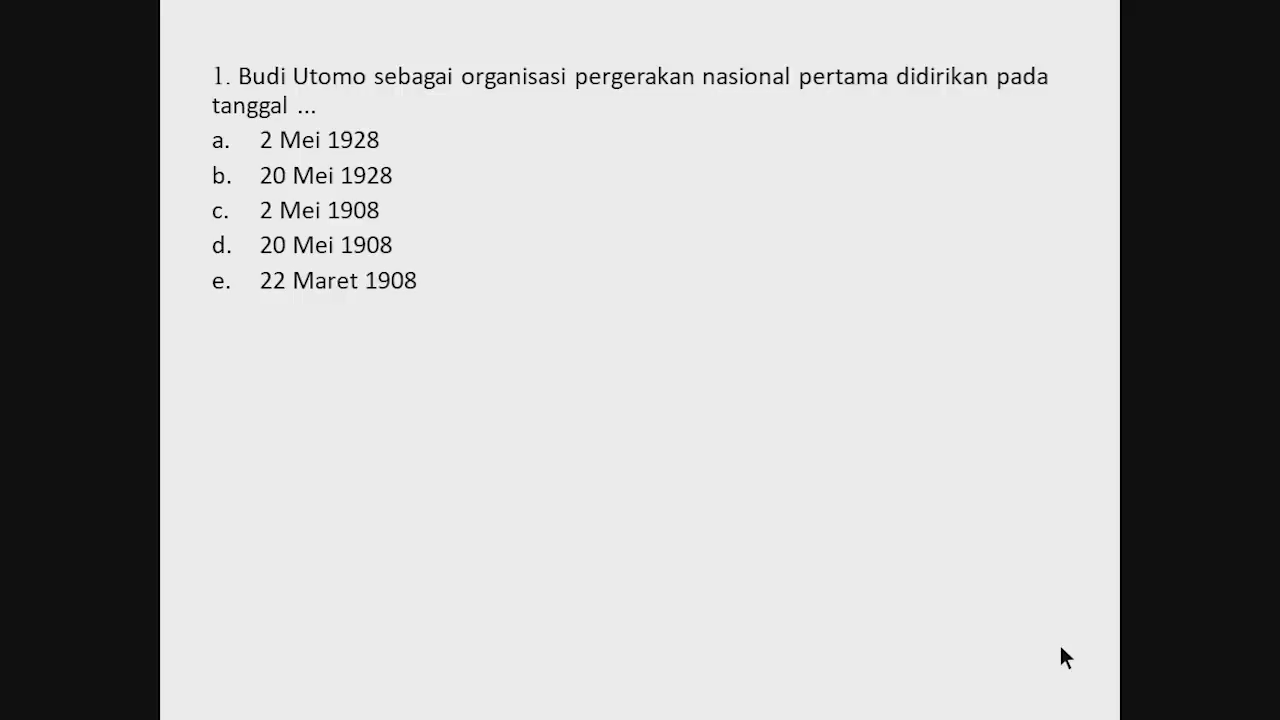 1. Budi Utomo sebagai organisasi pergerakan nasional pertama didirikan pada
tanggal ...
a. 2 Mei 1928
b. 20 Mei 1928
c. 2 Mei 1908
d. 20 Mei 1908
e. 22 Maret 1908